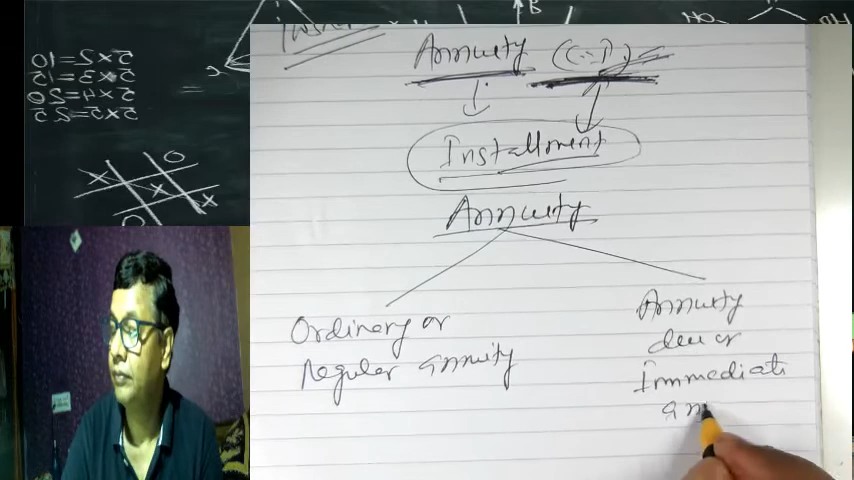 Annuity (C.I)
Installment
Annuity
Ordinary or
Regular annuity
Annuity
due or
Immediate
ann
5×2=10
5×3=15
5×4=20
5×5=25
=
B